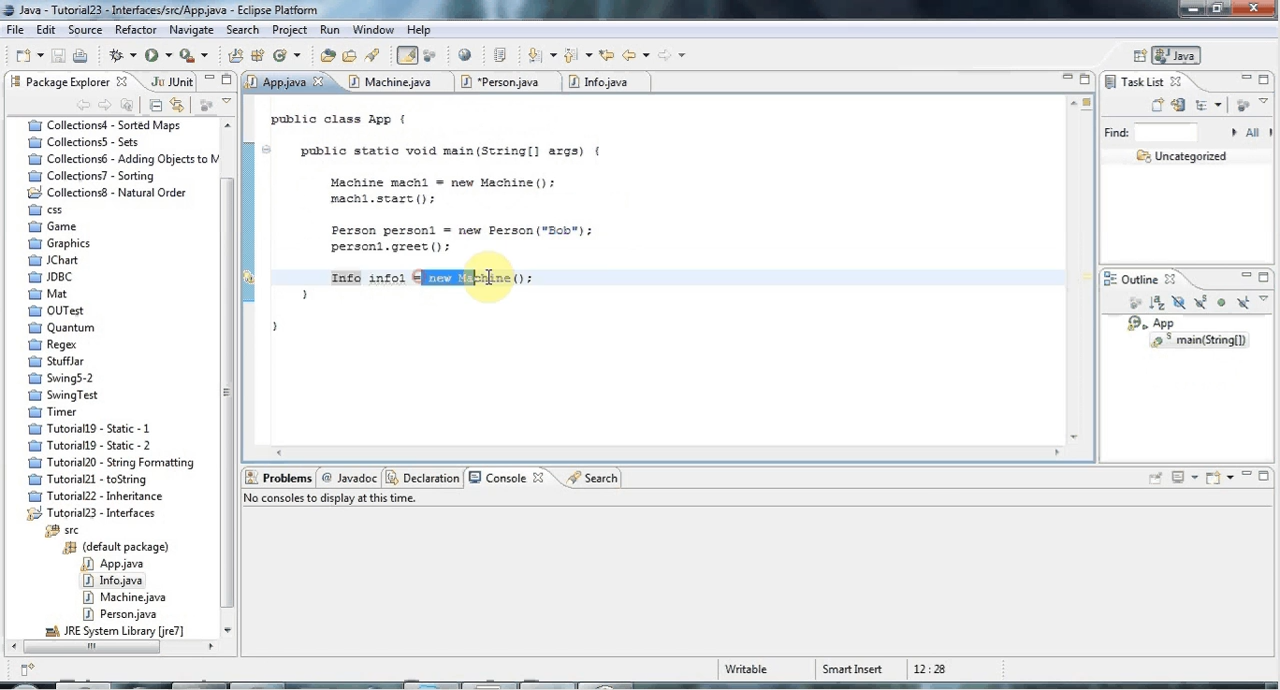 Java - Tutorial23 - Interfaces/src/App.java - Eclipse Platform
File Edit Source Refactor Navigate Search Project Run Window Help
Java
Package Explorer JUnit
App.java Machine.java *Person.java Info.java
Task List
Find: All
Uncategorized
Collections4 - Sorted Maps
Collections5 - Sets
Collections6 - Adding Objects to M
Collections7 - Sorting
Collections8 - Natural Order
css
Game
Graphics
JChart
JDBC
Mat
OUTest
Quantum
Regex
StuffJar
Swing5-2
SwingTest
Timer
Tutorial19 - Static - 1
Tutorial19 - Static - 2
Tutorial20 - String Formatting
Tutorial21 - toString
Tutorial22 - Inheritance
Tutorial23 - Interfaces
src
(default package)
App.java
Info.java
Machine.java
Person.java
JRE System Library [jre7]
public class App {
public static void main(String[] args) {
Machine mach1 = new Machine();
mach1.start();
Person person1 = new Person("Bob");
person1.greet();
Info info1 = new Machine();
}
}
Outline
App
main(String[])
Problems Javadoc Declaration Console Search
No consoles to display at this time.
Writable Smart Insert 12 : 28